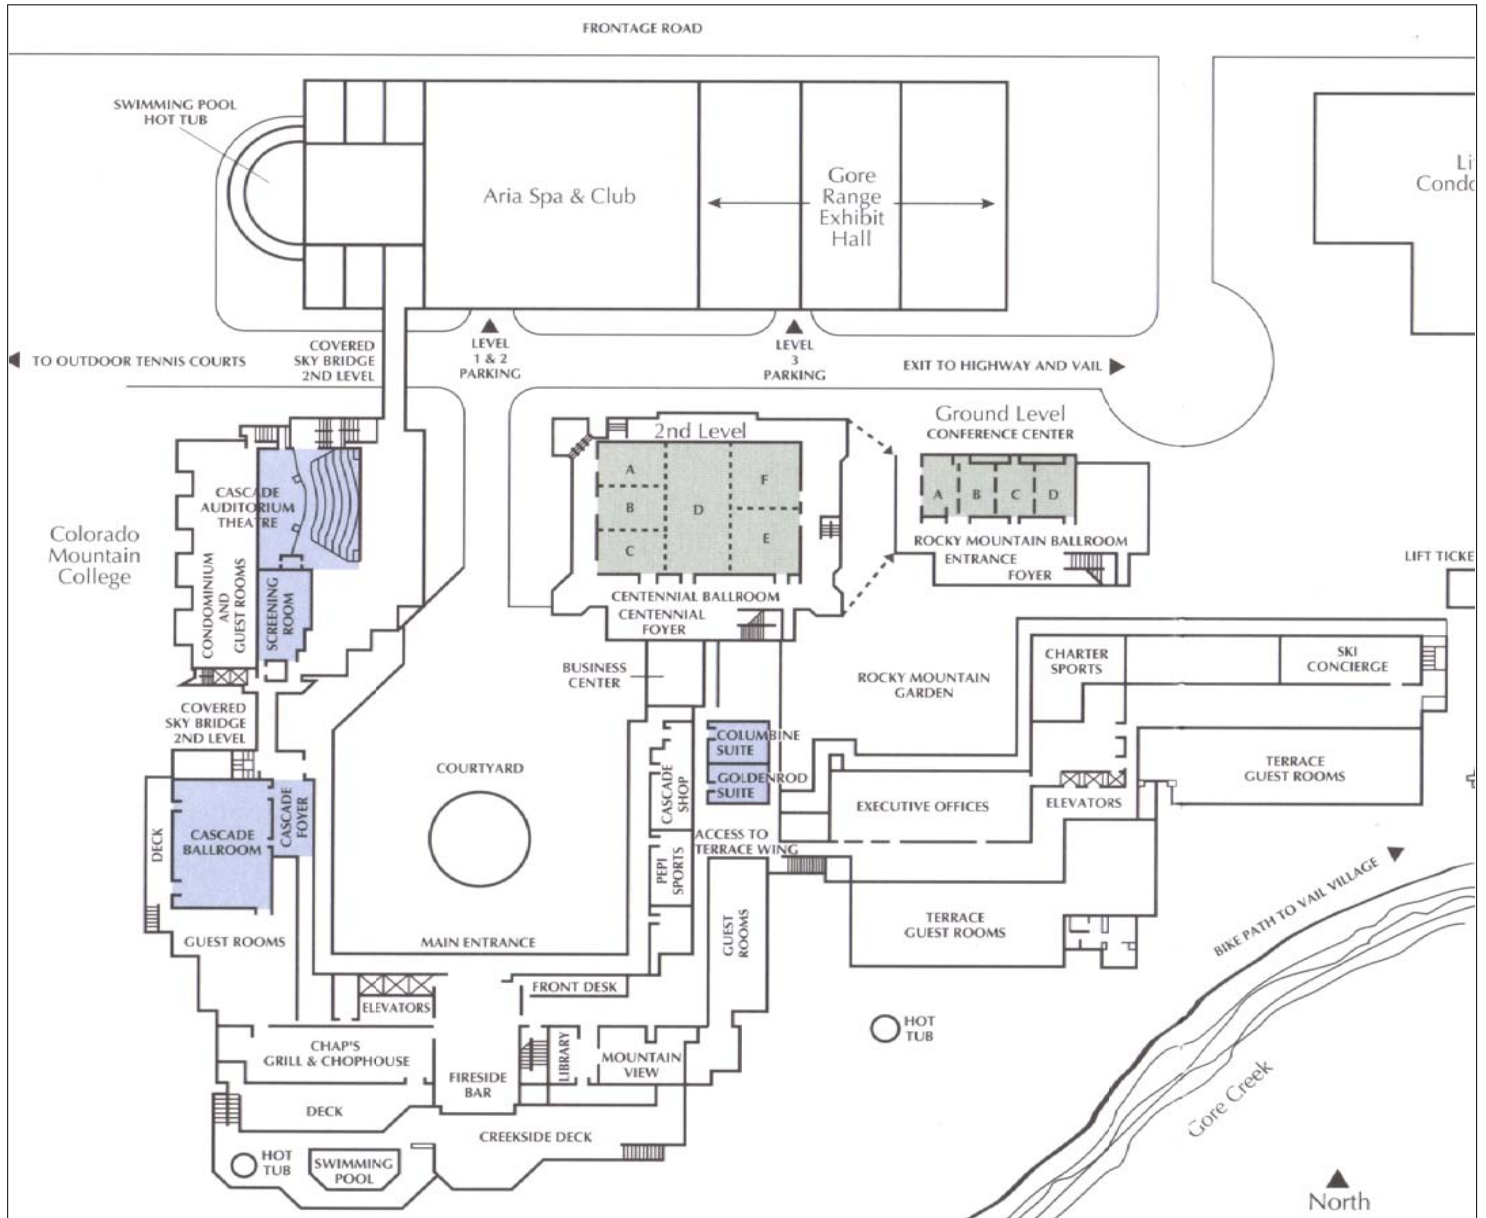 FRONTAGE ROAD
SWIMMING POOL
HOT TUB
Aria Spa & Club
Gore
Range
Exhibit
Hall
Li
Condo
COVERED
SKY BRIDGE
2ND LEVEL
LEVEL
1 & 2
PARKING
LEVEL
3
PARKING
TO OUTDOOR TENNIS COURTS
EXIT TO HIGHWAY AND VAIL
2nd Level
Ground Level
CONFERENCE CENTER
A
B
C
D
F
E
A
B
C
D
CASCADE
AUDITORIUM
THEATRE
Colorado
Mountain
College
CONDOMINIUM
AND
GUEST ROOMS
SCREENING
ROOM
ROCKY MOUNTAIN BALLROOM
ENTRANCE
FOYER
LIFT TICKE
CENTENNIAL BALLROOM
CENTENNIAL
FOYER
BUSINESS
CENTER
ROCKY MOUNTAIN
GARDEN
CHARTER
SPORTS
SKI
CONCIERGE
COVERED
SKY BRIDGE
2ND LEVEL
COLUMBINE
SUITE
GOLDENROD
SUITE
COURTYARD
CASCADE
SHOP
TERRACE
GUEST ROOMS
EXECUTIVE OFFICES
ELEVATORS
DECK
CASCADE
BALLROOM
CASCADE
FOYER
ACCESS TO
TERRACE WING
PEPI
SPORTS
GUEST
ROOMS
TERRACE
GUEST ROOMS
BIKE PATH TO VAIL VILLAGE
GUEST ROOMS
MAIN ENTRANCE
FRONT DESK
ELEVATORS
HOT
TUB
CHAP'S
GRILL & CHOPHOUSE
FIRESIDE
BAR
LIBRARY
MOUNTAIN
VIEW
Gore Creek
DECK
CREEKSIDE DECK
HOT
TUB
SWIMMING
POOL
North